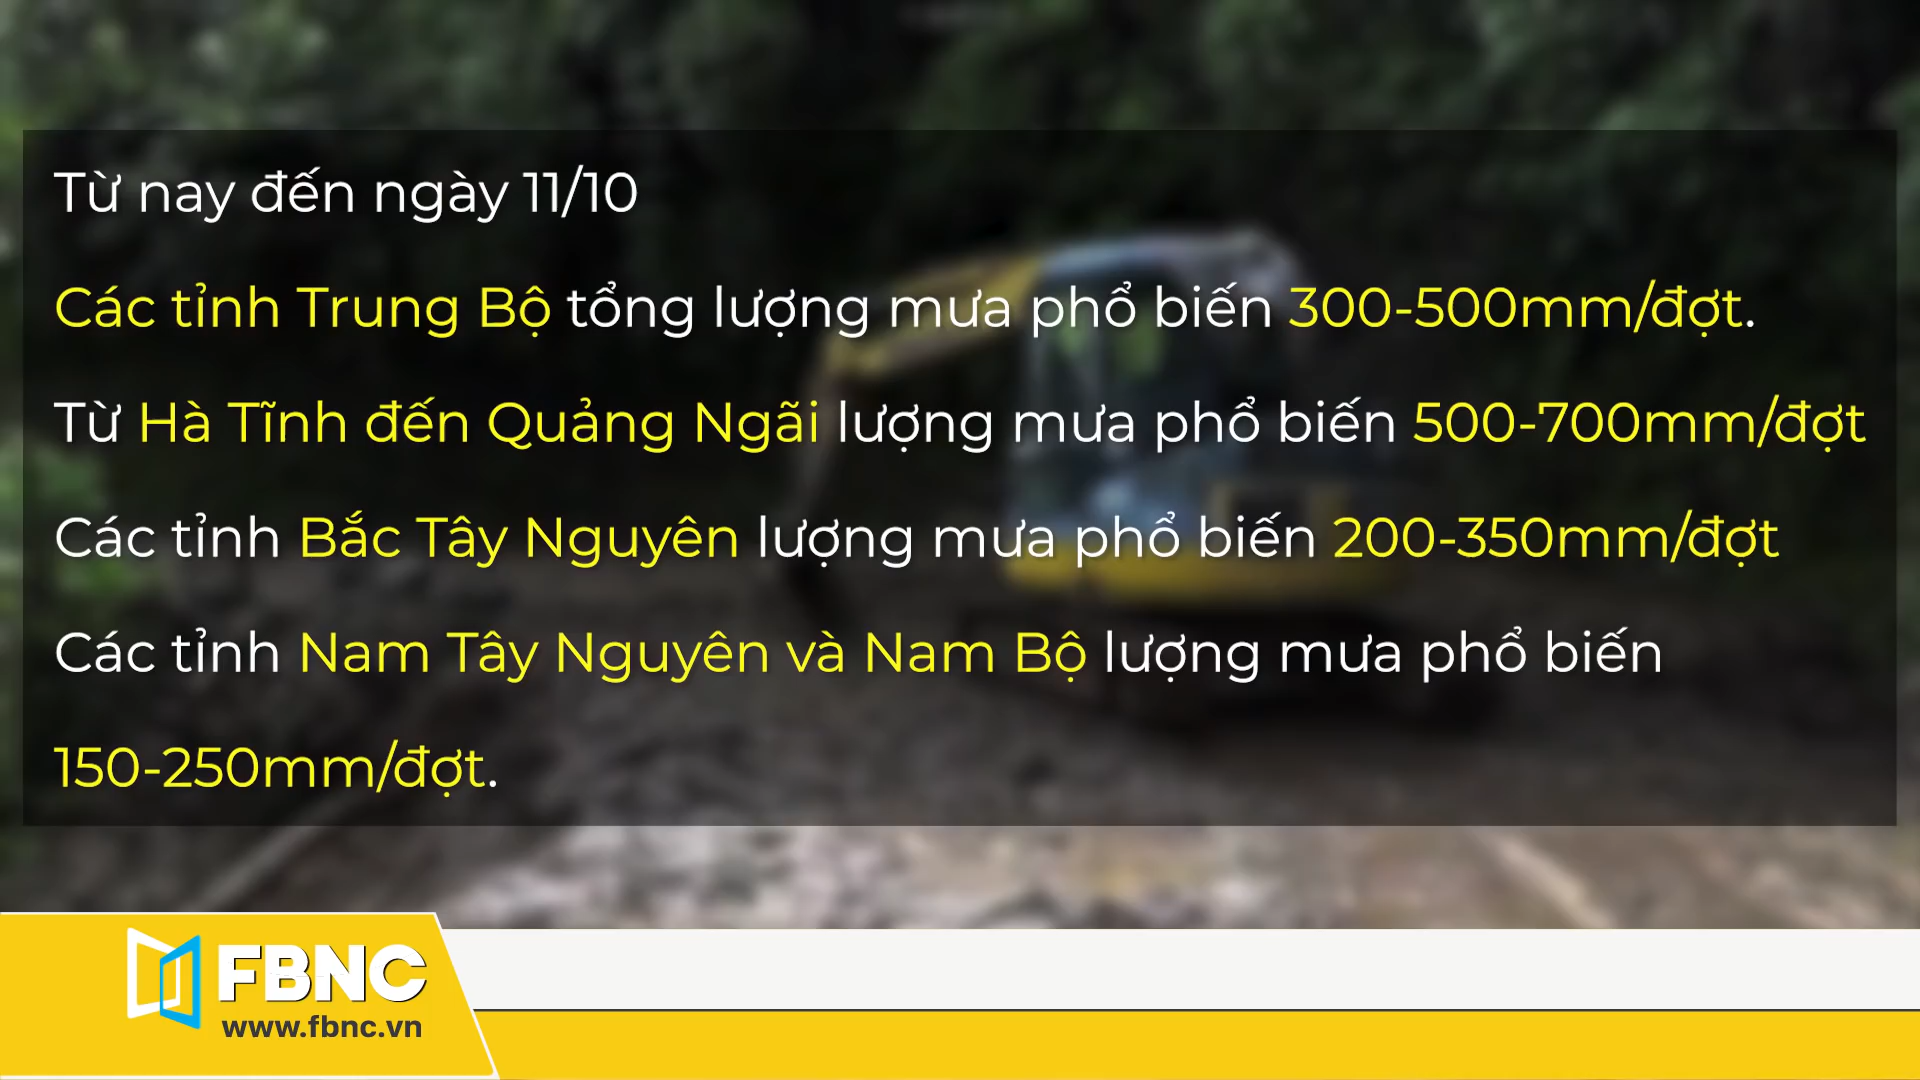 Từ nay đến ngày 11/10
Các tỉnh Trung Bộ tổng lượng mưa phổ biến 300-500mm/đợt.
Từ Hà Tĩnh đến Quảng Ngãi lượng mưa phổ biến 500-700mm/đợt
Các tỉnh Bắc Tây Nguyên lượng mưa phổ biến 200-350mm/đợt
Các tỉnh Nam Tây Nguyên và Nam Bộ lượng mưa phổ biến
150-250mm/đợt.
FBNC
www.fbnc.vn